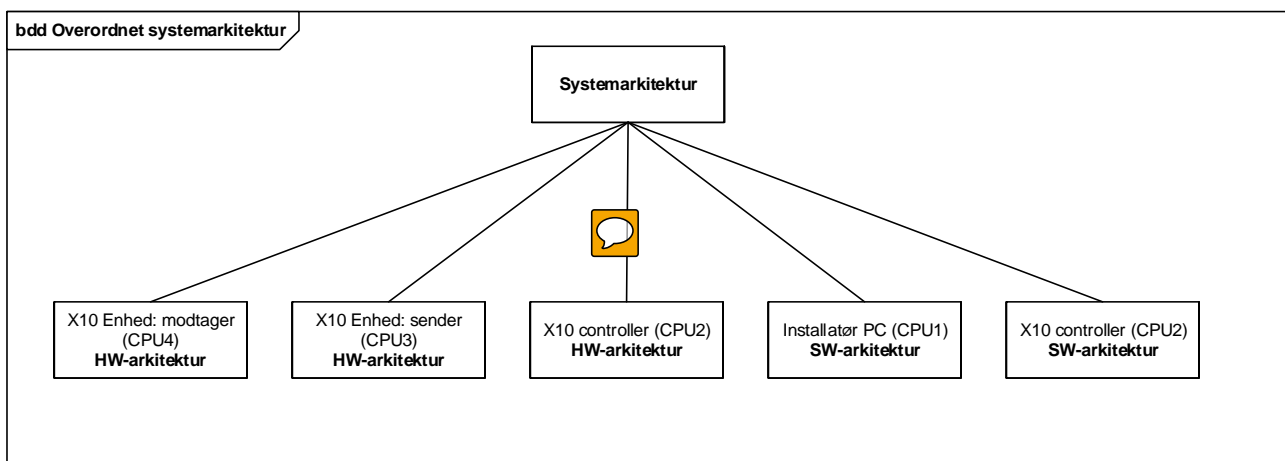 bdd Overordnet systemarkitektur
Systemarkitektur
X10 Enhed: modtager
(CPU4)
HW-arkitektur
X10 Enhed: sender
(CPU3)
HW-arkitektur
X10 controller (CPU2)
HW-arkitektur
Installatør PC (CPU1)
SW-arkitektur
X10 controller (CPU2)
SW-arkitektur